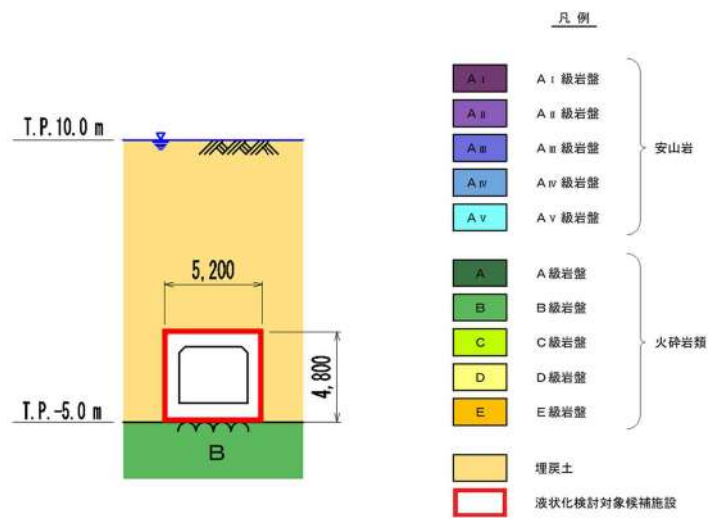 凡 例
AⅠ AⅠ級岩盤
AⅡ AⅡ級岩盤
AⅢ AⅢ級岩盤
AⅣ AⅣ級岩盤
AⅤ AⅤ級岩盤
安山岩
A A級岩盤
B B級岩盤
C C級岩盤
D D級岩盤
E E級岩盤
火砕岩類
埋戻土
液状化検討対象候補施設
T.P.10.0 m
5,200
4,800
T.P.-5.0 m
B